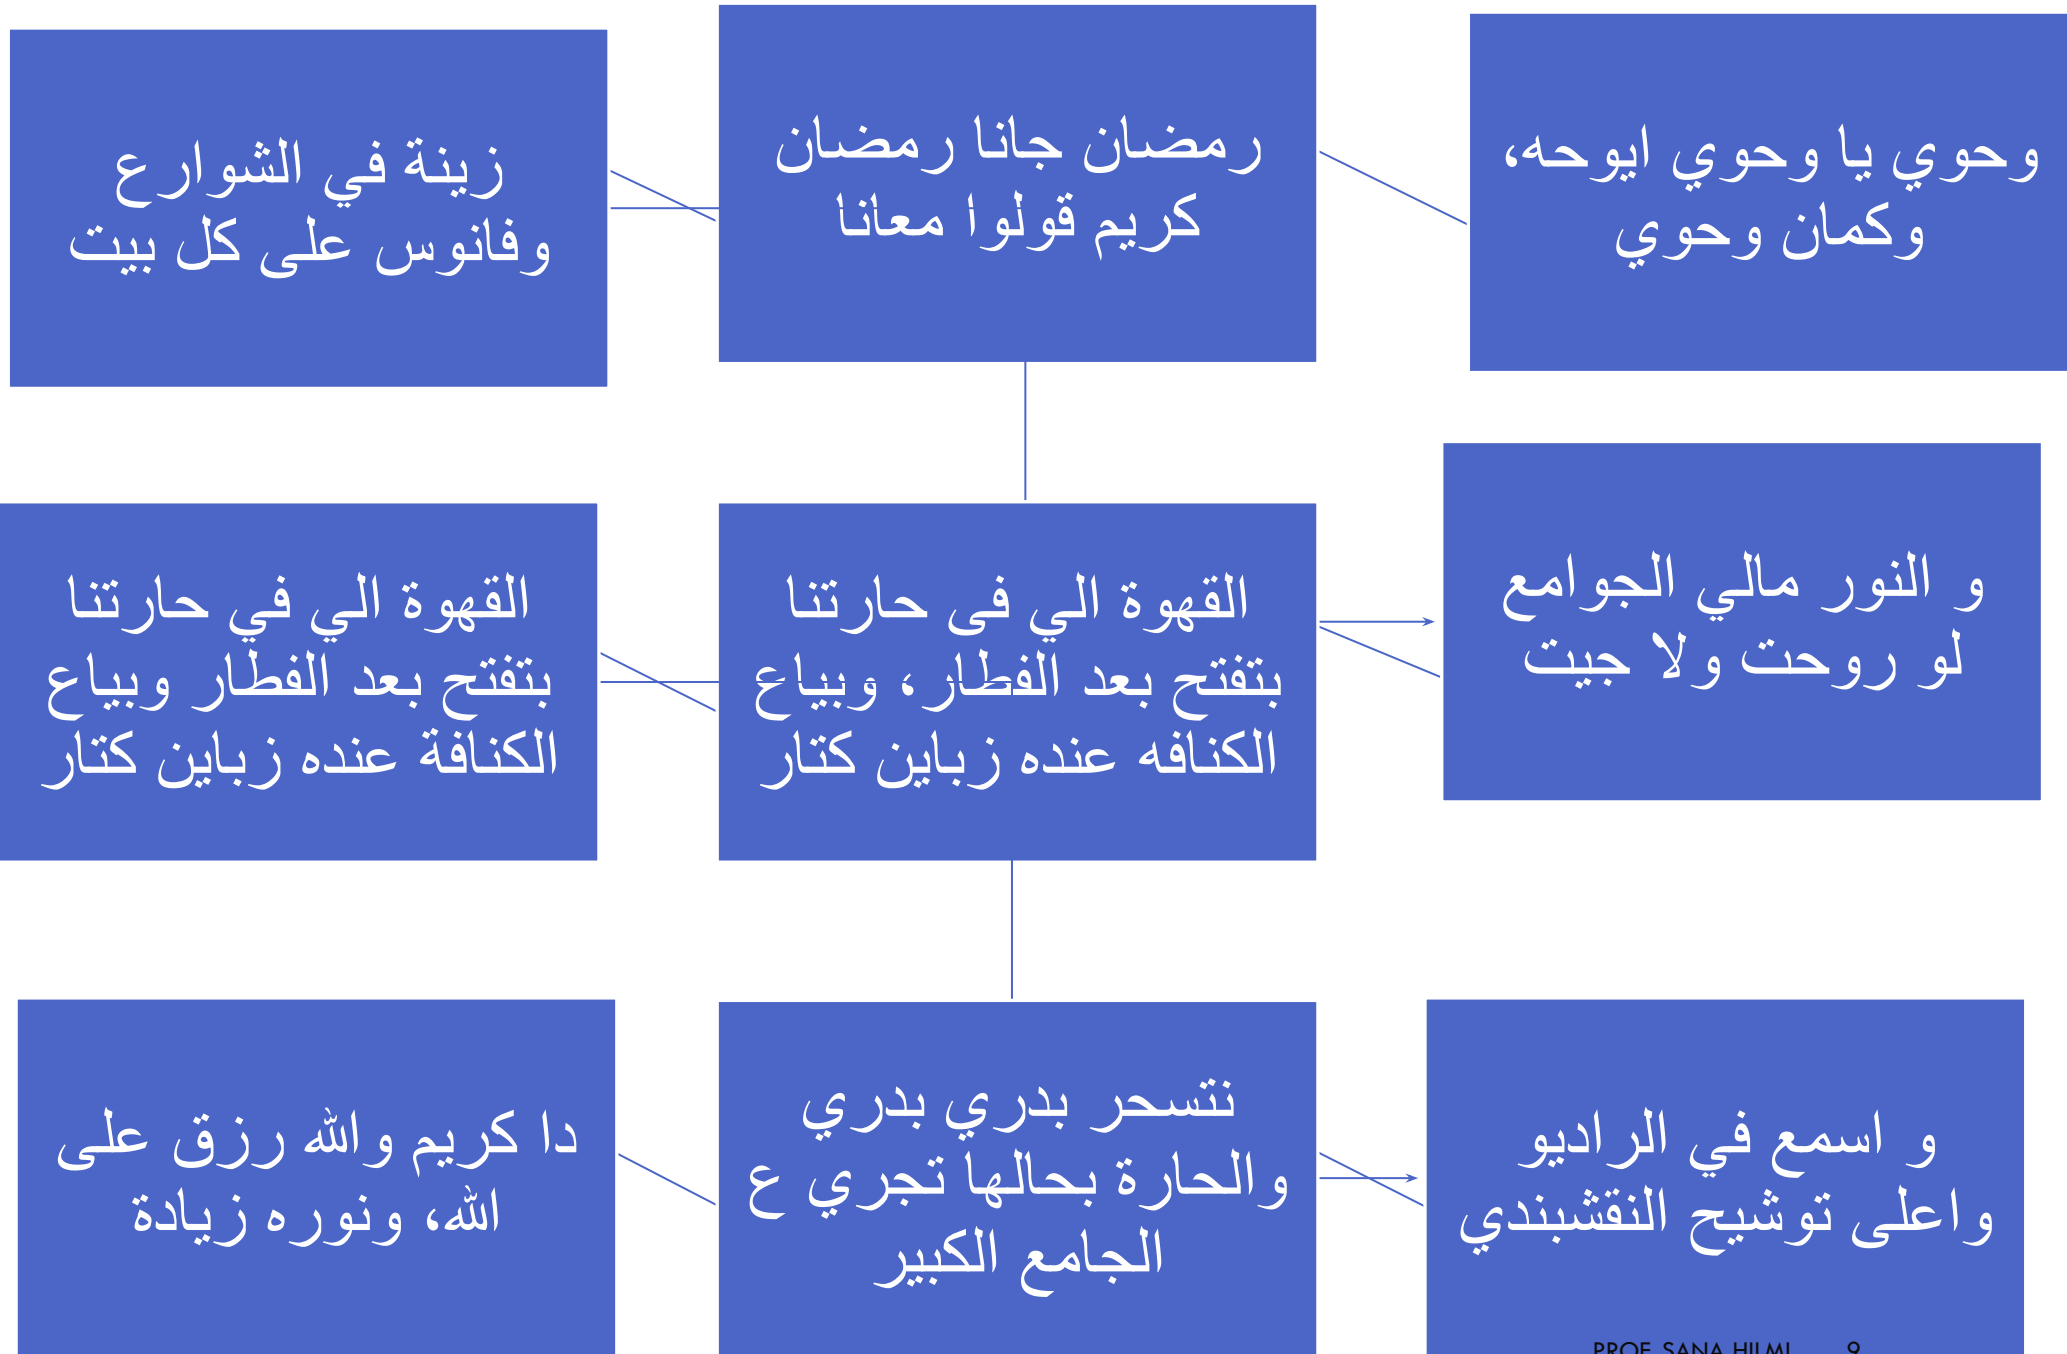 وحوي يا وحوي ايوحه،
وكمان وحوي
رمضان جانا رمضان
كريم قولوا معانا
زينة في الشوارع
وفانوس على كل بيت
و النور مالي الجوامع
لو روحت ولا جيت
القهوة الي في حارتنا
بتفتح بعد الفطار، وبياع
الكنافه عنده زباين كتار
القهوة الي في حارتنا
بتفتح بعد الفطار وبياع
الكنافة عنده زباين كتار
و اسمع في الراديو
واعلى توشيح النقشبندي
نتسحر بدري بدري
والحارة بحالها تجري ع
الجامع الكبير
دا كريم والله رزق على
الله، ونوره زيادة
PROF. SANA HILMI 9